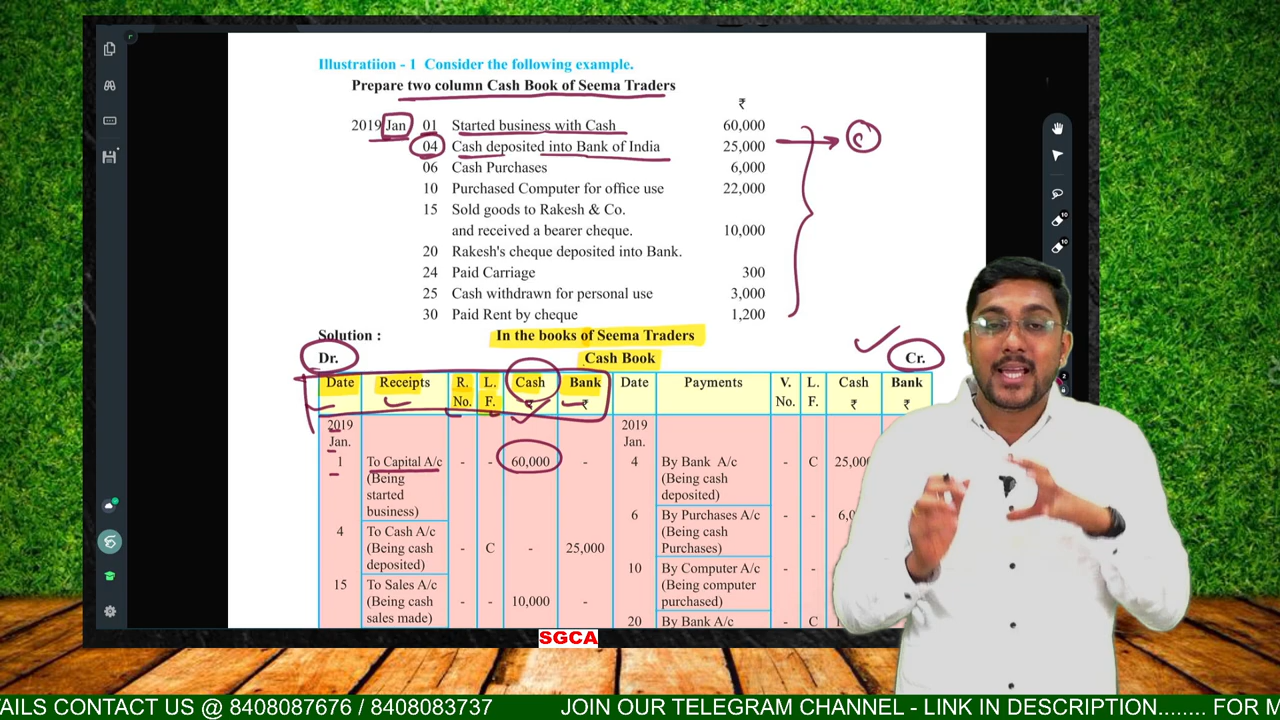 Illustratiion - 1 Consider the following example.
Prepare two column Cash Book of Seema Traders
₹
2019 Jan 01 Started business with Cash 60,000
04 Cash deposited into Bank of India 25,000
06 Cash Purchases 6,000
10 Purchased Computer for office use 22,000
15 Sold goods to Rakesh & Co.
and received a bearer cheque. 10,000
20 Rakesh's cheque deposited into Bank.
24 Paid Carriage 300
25 Cash withdrawn for personal use 3,000
30 Paid Rent by cheque 1,200
Solution : In the books of Seema Traders
Dr. Cash Book Cr.
Date Receipts R. L. Cash Bank Date Payments V. L. Cash Bank
No. F. ₹ ₹ No. F. ₹ ₹
2019 2019
Jan. Jan.
1 To Capital A/c - - 60,000 - 4 By Bank A/c - C 25,000
(Being (Being cash
started deposited)
business) 6 By Purchases A/c - - 6,0
4 To Cash A/c (Being cash
(Being cash - C - 25,000 Purchases)
deposited) 10 By Computer A/c - -
15 To Sales A/c (Being computer
(Being cash - - 10,000 - purchased)
sales made) 20 By Bank A/c - C
SGCA
AILS CONTACT US @ 8408087676 / 8408083737 JOIN OUR TELEGRAM CHANNEL - LINK IN DESCRIPTION........ FOR M